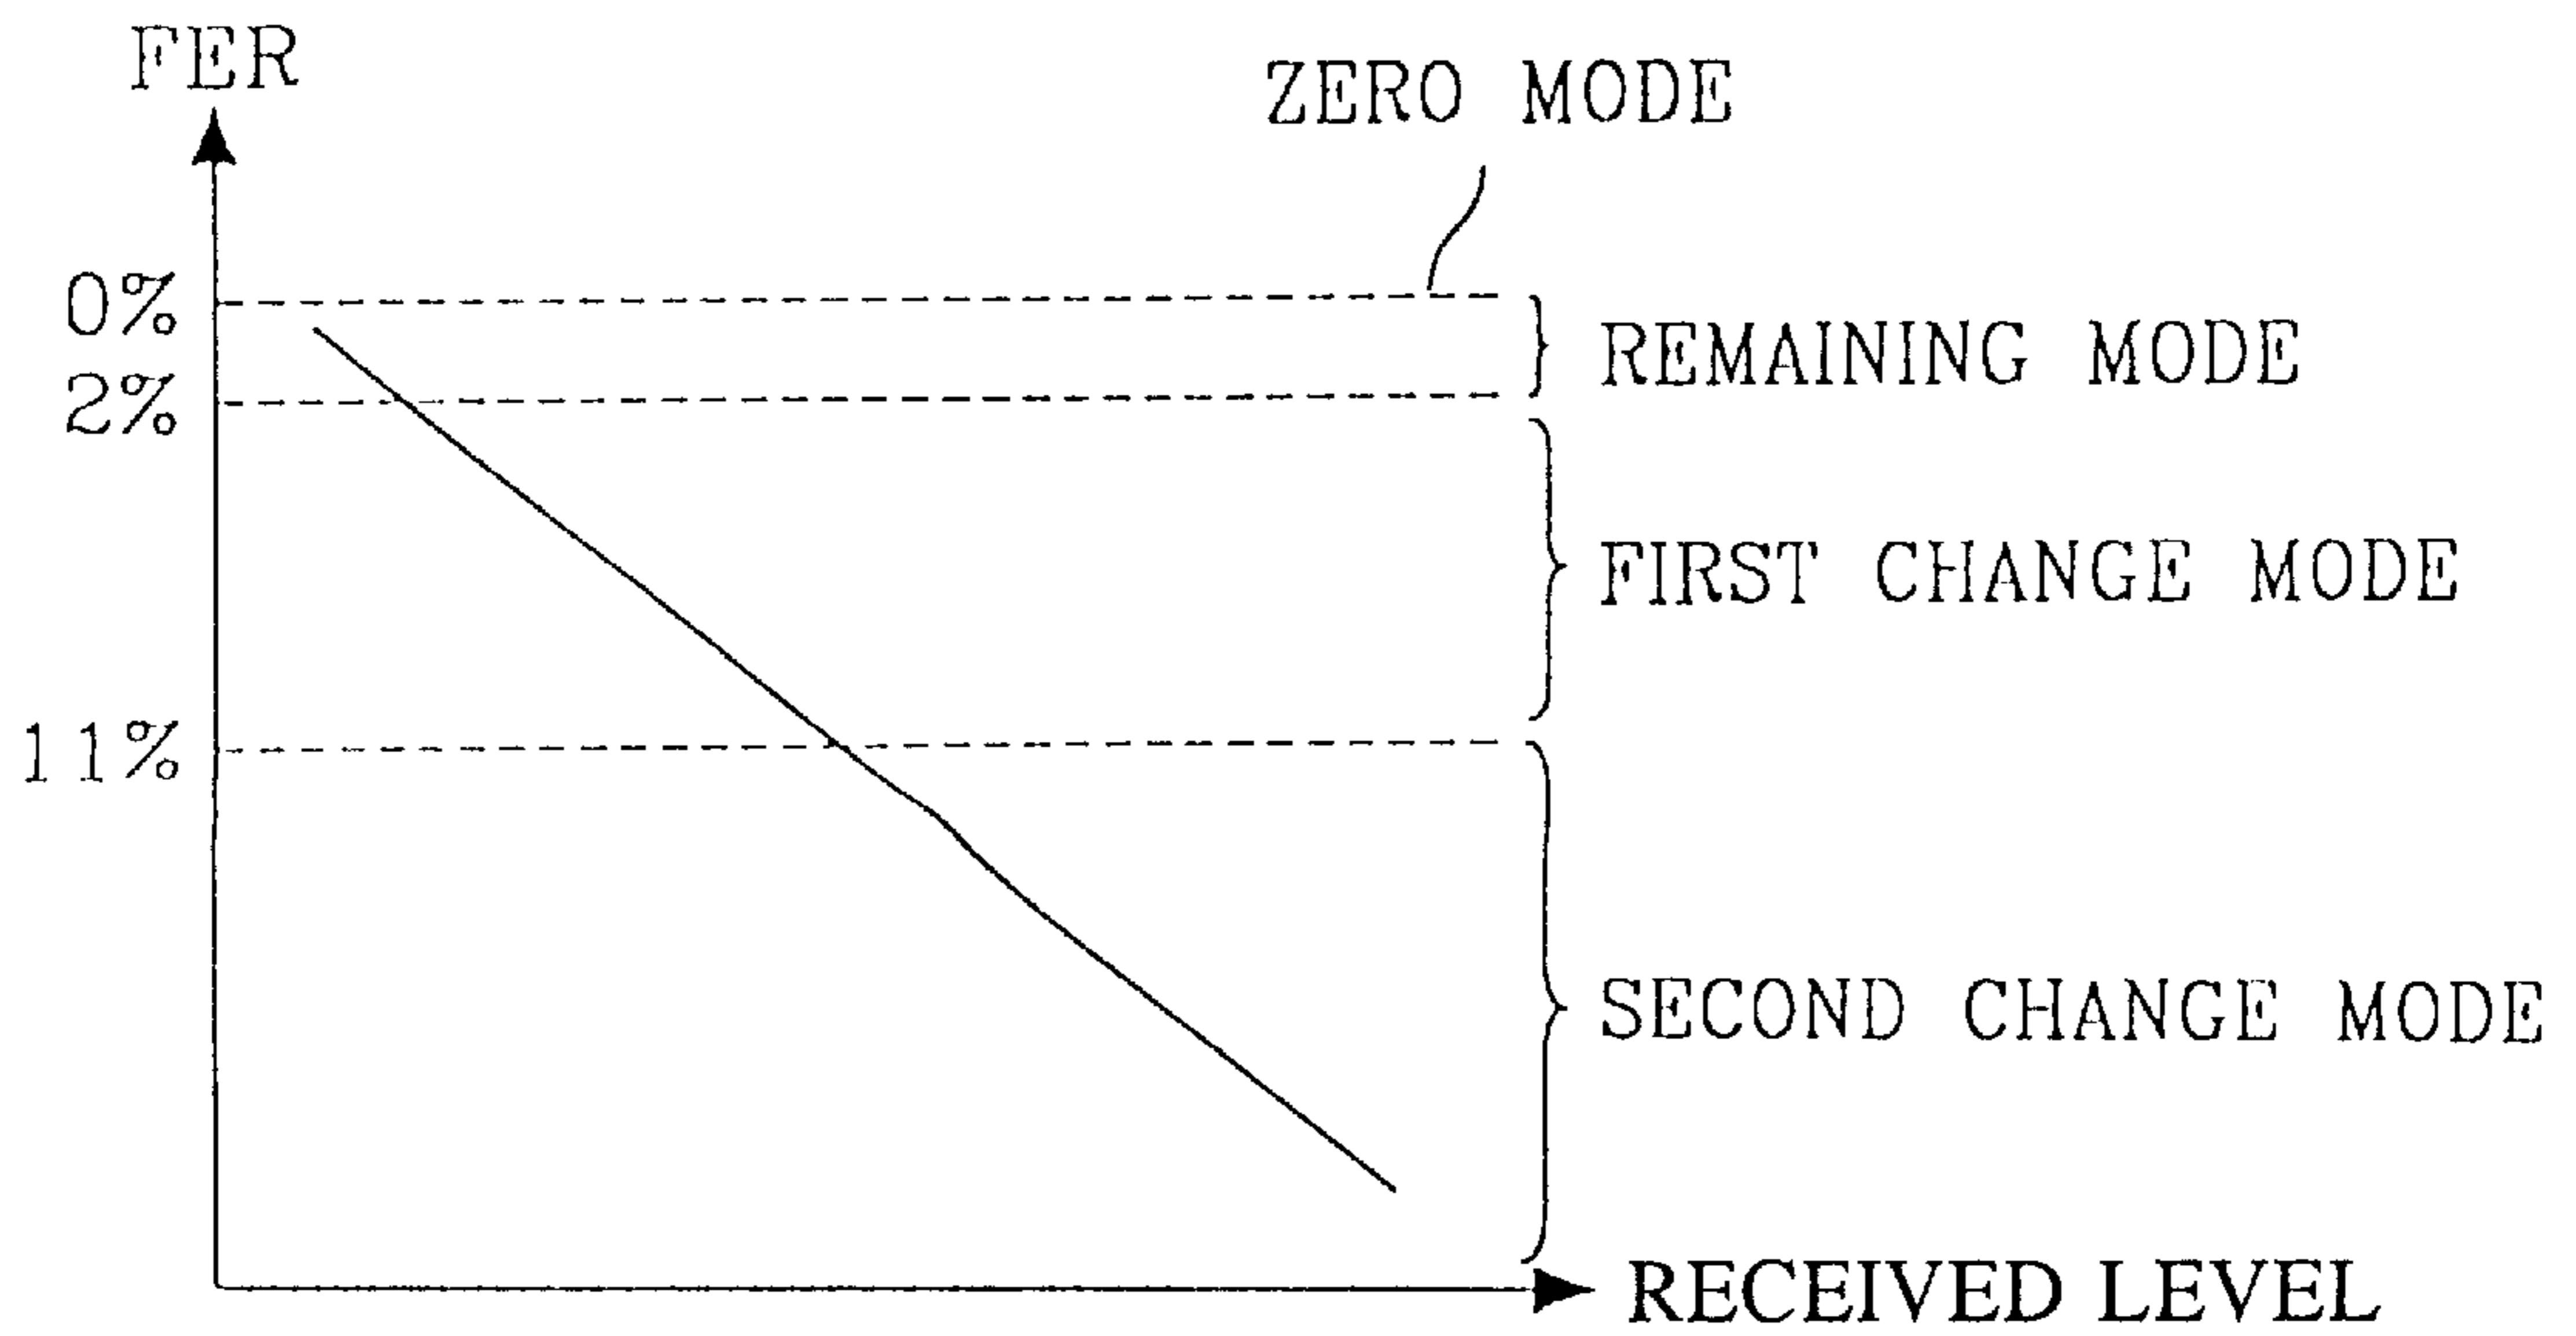 FER
ZERO MODE
0%
REMAINING MODE
2%
FIRST CHANGE MODE
11%
SECOND CHANGE MODE
RECEIVED LEVEL